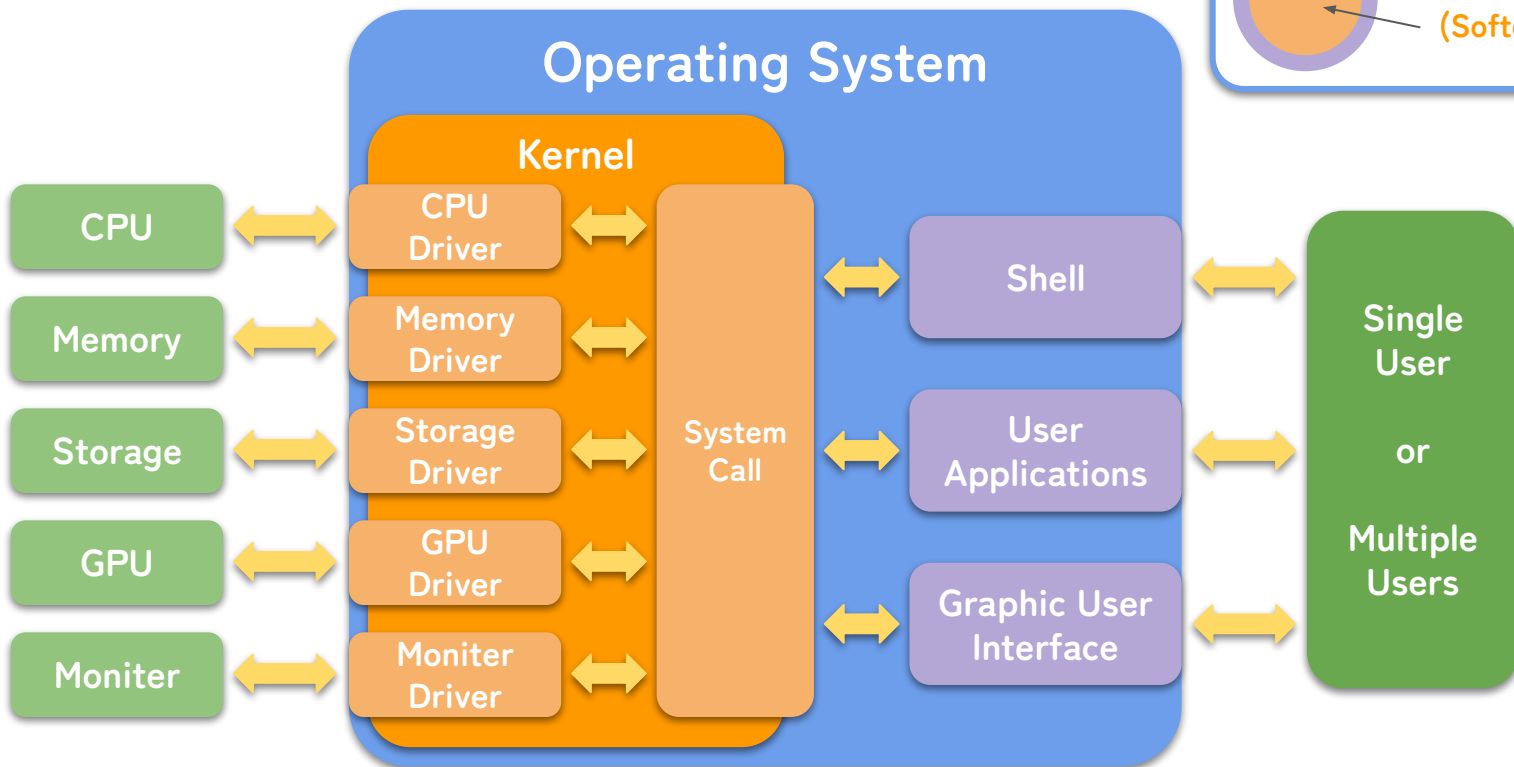 (Soft
Operating System
Kernel
CPU
CPU
Driver
Memory
Memory
Driver
Storage
Storage
Driver
GPU
GPU
Driver
Moniter
Moniter
Driver
System
Call
Shell
User
Applications
Graphic User
Interface
Single
User
or
Multiple
Users